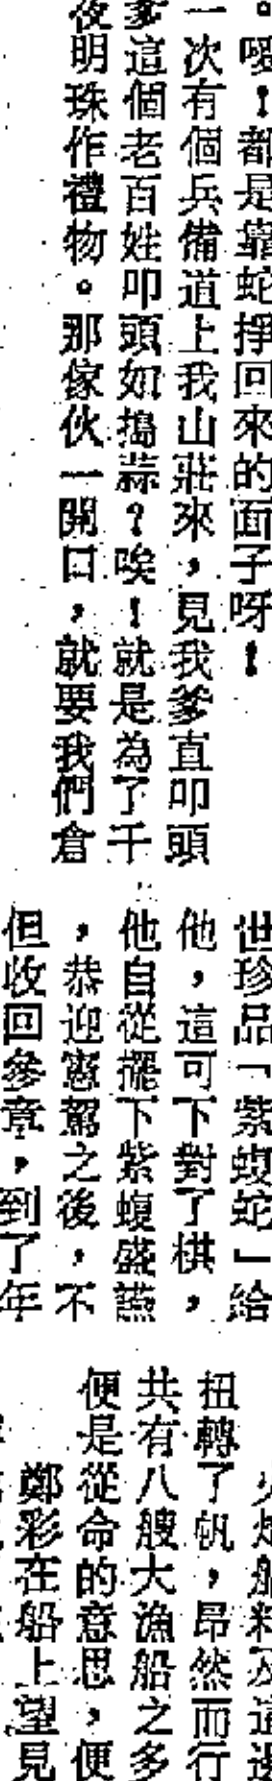 。噯！都是靠蛇掙回來的面子呀！
一次有個兵備道上我山莊來，見我爹直叩頭
爹這個老百姓叩頭如搗蒜？唉！就是為了千
夜明珠作禮物。那傢伙一開口，就要我們倉
世珍品「紫蝮蛇」給
他，這可下對了棋，
他自從擺下紫蝮盛讌
，恭迎憲駕之後，不
但收回參章，到了年
扭轉了帆，昂然而行
共有八艘大漁船之多
便是從命的意思，便
鄭彩在船上望見